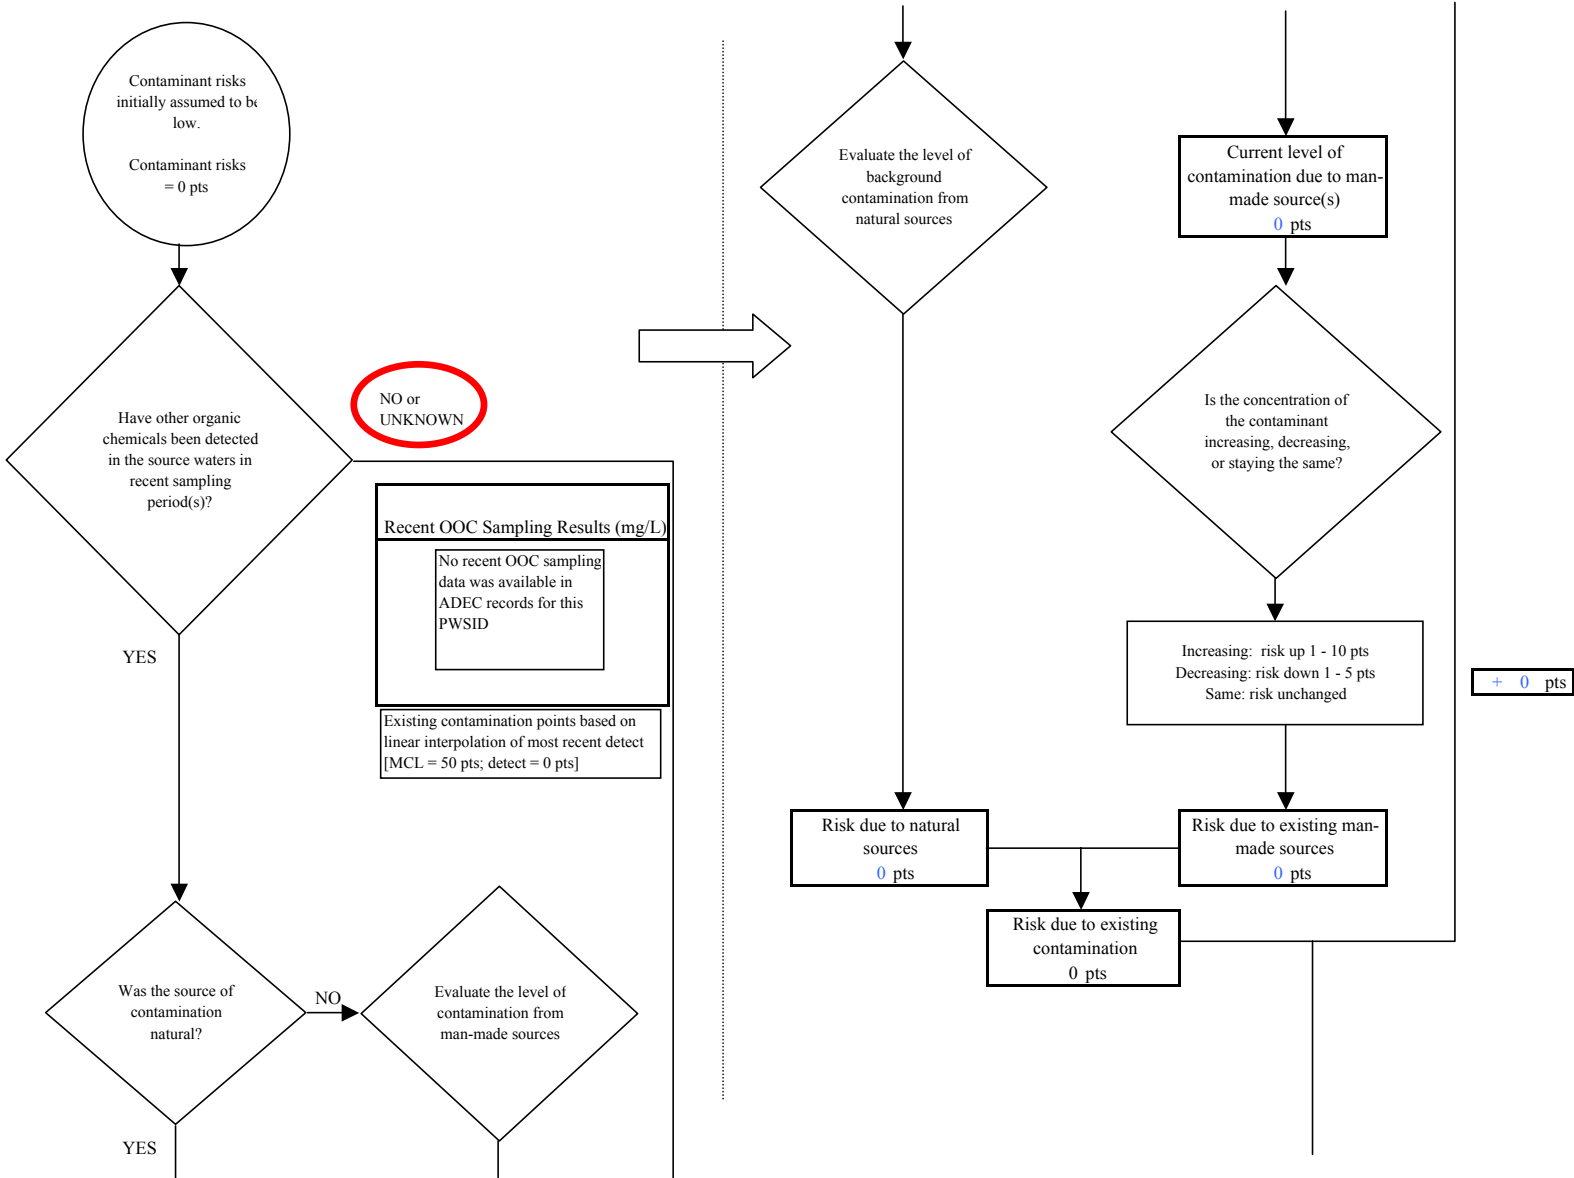 Contaminant risks
initially assumed to be
low.
Contaminant risks
= 0 pts
Have other organic
chemicals been detected
in the source waters in
recent sampling
period(s)?
NO or
UNKNOWN
Recent OOC Sampling Results (mg/L)
No recent OOC sampling
data was available in
ADEC records for this
PWSID
YES
Existing contamination points based on
linear interpolation of most recent detect
[MCL = 50 pts; detect = 0 pts]
Was the source of
contamination
natural?
NO
Evaluate the level of
contamination from
man-made sources
YES
Evaluate the level of
background
contamination from
natural sources
Current level of
contamination due to man-
made source(s)
0 pts
Is the concentration of
the contaminant
increasing, decreasing,
or staying the same?
Increasing: risk up 1 - 10 pts
Decreasing: risk down 1 - 5 pts
Same: risk unchanged
+ 0 pts
Risk due to natural
sources
0 pts
Risk due to existing man-
made sources
0 pts
Risk due to existing
contamination
0 pts